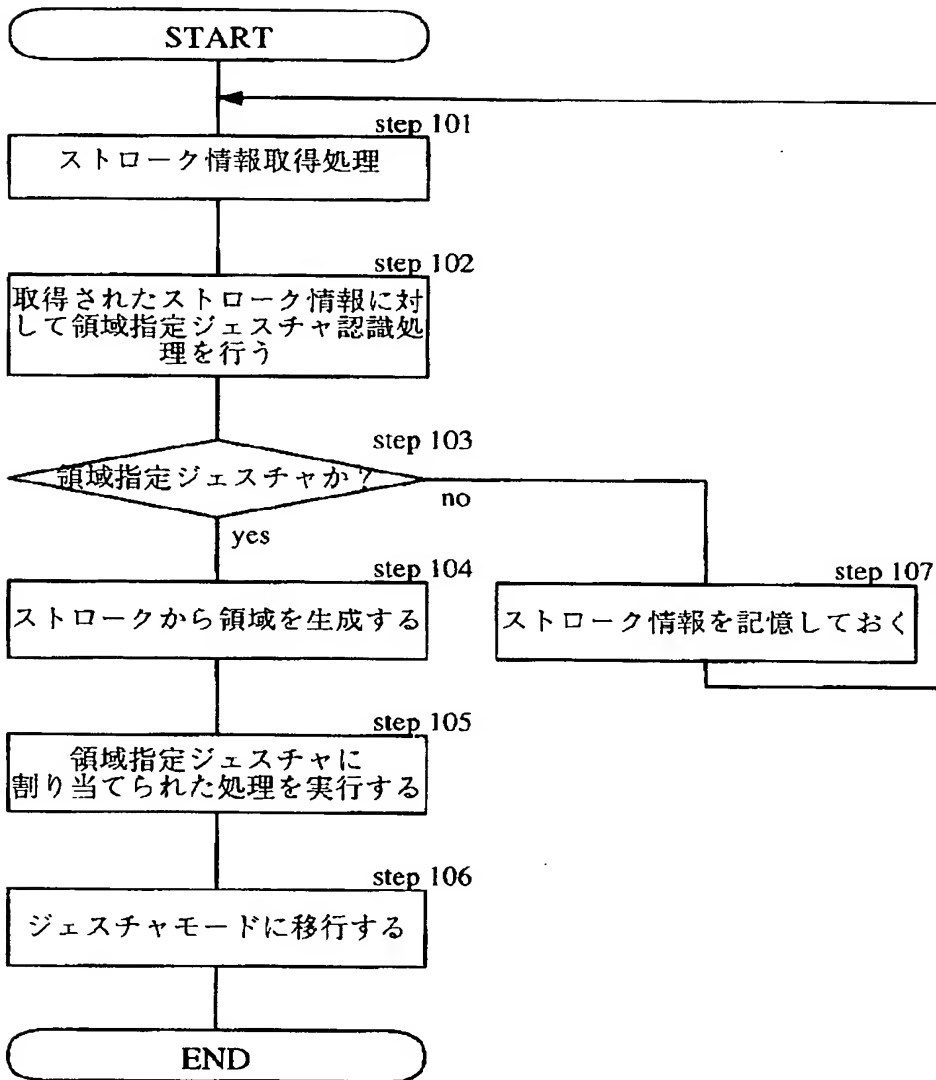 START
step 101
ストローク情報取得処理
step 102
取得されたストローク情報に対
して領域指定ジェスチャ認識処
理を行う
step 103
領域指定ジェスチャか?
no
yes
step 104
ストロークから領域を生成する
step 107
ストローク情報を記憶しておく
step 105
領域指定ジェスチャに
割り当てられた処理を実行する
step 106
ジェスチャモードに移行する
END